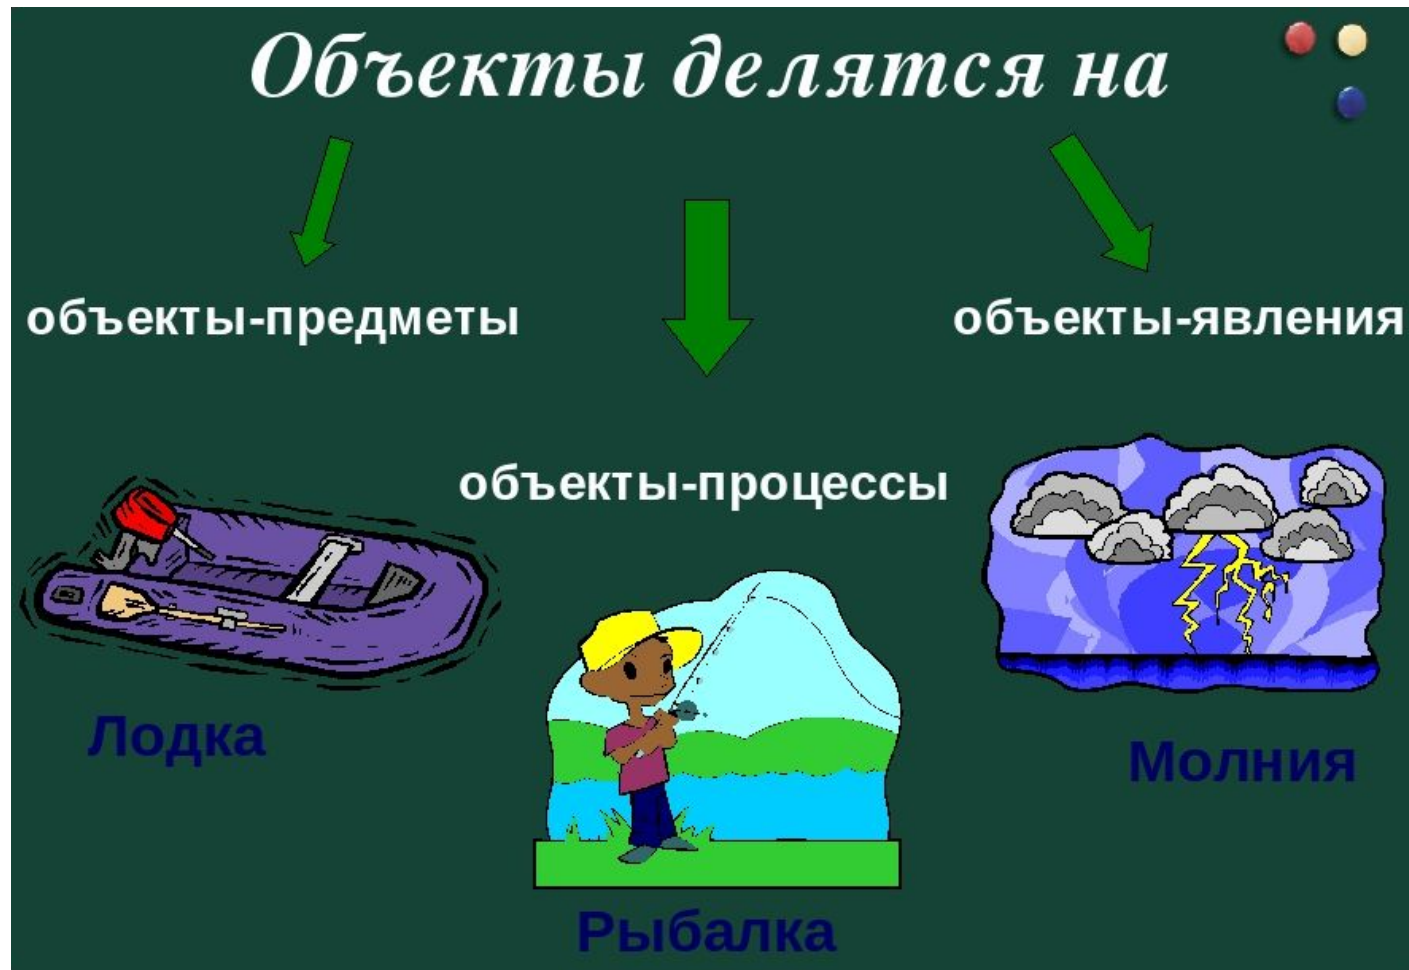 Объекты делятся на
объекты-предметы
объекты-явления
объекты-процессы
Лодка
Молния
Рыбалка